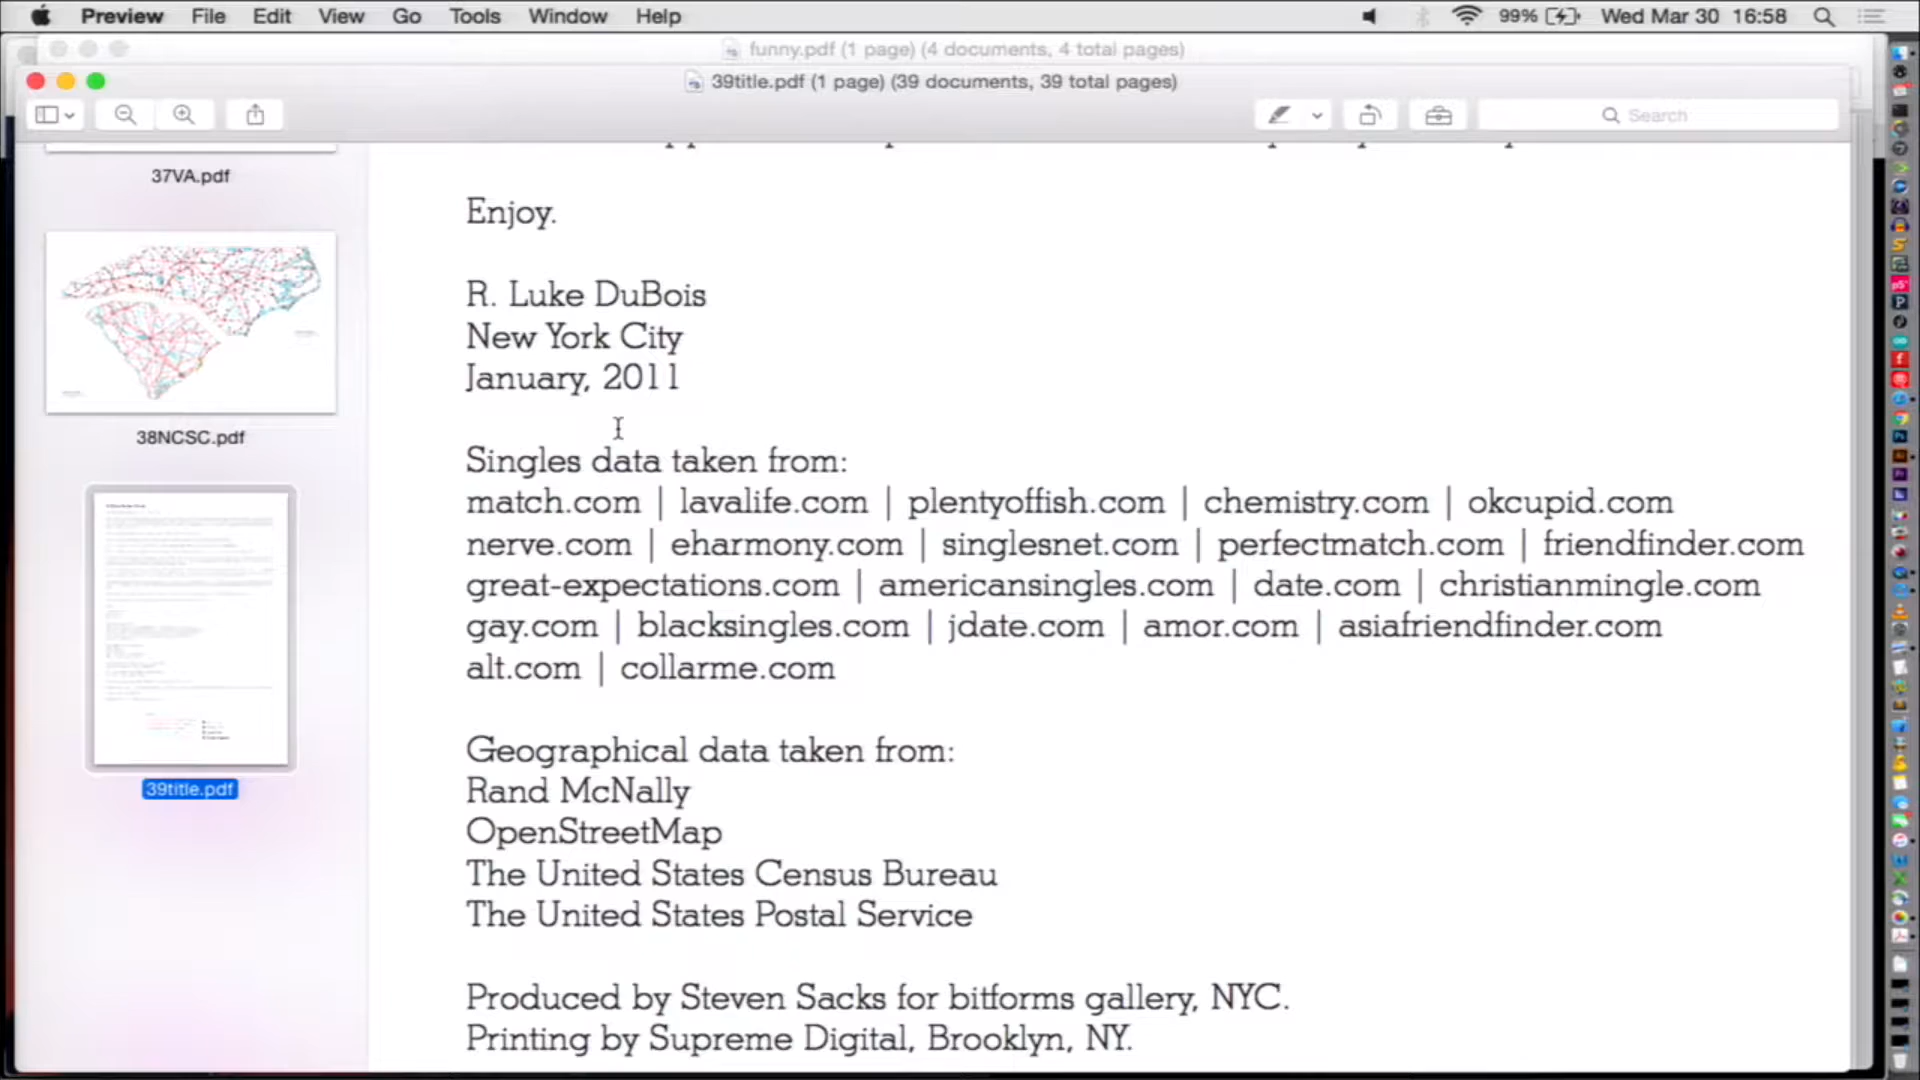 Preview File Edit View Go Tools Window Help
99% Wed Mar 30 16:58
funny.pdf (1 page) (4 documents, 4 total pages)
39title.pdf (1 page) (39 documents, 39 total pages)
Search
37VA.pdf
38NCSC.pdf
39title.pdf
Enjoy.
R. Luke DuBois
New York City
January, 2011
Singles data taken from:
match.com | lavalife.com | plentyoffish.com | chemistry.com | okcupid.com
nerve.com | eharmony.com | singlesnet.com | perfectmatch.com | friendfinder.com
great-expectations.com | americansingles.com | date.com | christianmingle.com
gay.com | blacksingles.com | jdate.com | amor.com | asiafriendfinder.com
alt.com | collarme.com
Geographical data taken from:
Rand McNally
OpenStreetMap
The United States Census Bureau
The United States Postal Service
Produced by Steven Sacks for bitforms gallery, NYC.
Printing by Supreme Digital, Brooklyn, NY.